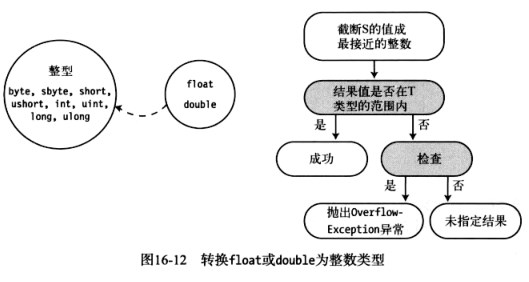 整型
byte, sbyte, short,
ushort, int, uint,
long, ulong
float
double
截断S的值成
最接近的整数
结果值是否在T
类型的范围内
是
否
成功
检查
是
否
抛出Overflow-
Exception异常
未指定结果
图16-12 转换float或double为整数类型